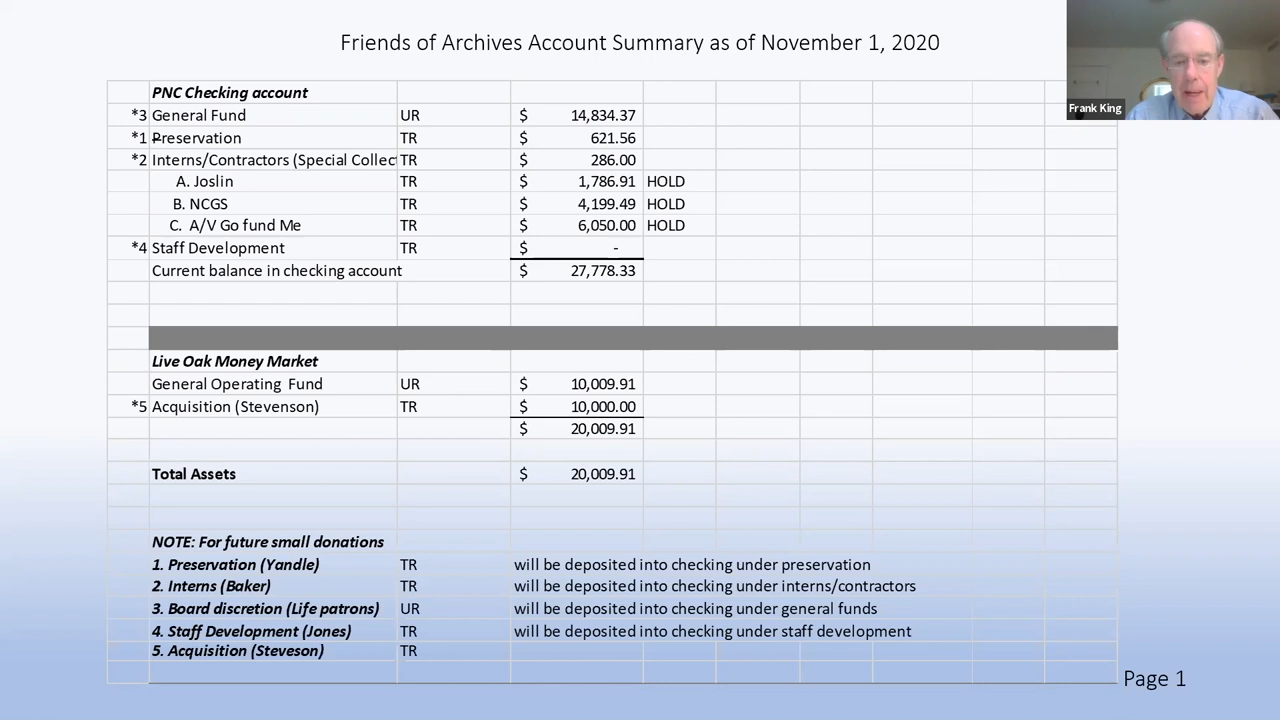 Friends of Archives Account Summary as of November 1, 2020
Frank King
PNC Checking account
*3 General Fund UR $ 14,834.37
*1 Preservation TR $ 621.56
*2 Interns/Contractors (Special Collec TR $ 286.00
A. Joslin TR $ 1,786.91 HOLD
B. NCGS TR $ 4,199.49 HOLD
C. A/V Go fund Me TR $ 6,050.00 HOLD
*4 Staff Development TR $ -
Current balance in checking account $ 27,778.33
Live Oak Money Market
General Operating Fund UR $ 10,009.91
*5 Acquisition (Stevenson) TR $ 10,000.00
$ 20,009.91
Total Assets $ 20,009.91
NOTE: For future small donations
1. Preservation (Yandle) TR will be deposited into checking under preservation
2. Interns (Baker) TR will be deposited into checking under interns/contractors
3. Board discretion (Life patrons) UR will be deposited into checking under general funds
4. Staff Development (Jones) TR will be deposited into checking under staff development
5. Acquisition (Steveson) TR
Page 1